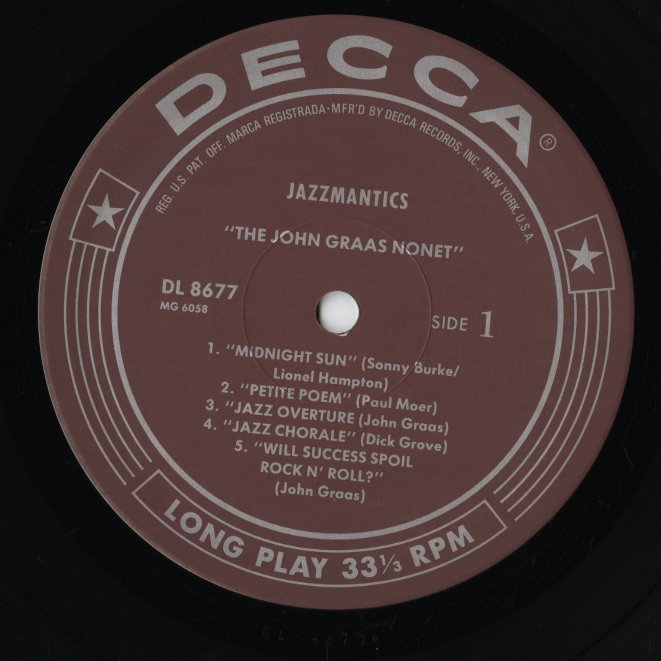 DECCA®
REG. U.S. PAT. OFF. MARCA REGISTRADA·MFR'D BY DECCA RECORDS, INC., NEW YORK, U.S.A.
JAZZMANTICS
"THE JOHN GRAAS NONET"
DL 8677
MG 6058
SIDE 1
1. "MIDNIGHT SUN" (Sonny Burke/
Lionel Hampton)
2. "PETITE POEM" (Paul Moer)
3. "JAZZ OVERTURE (John Graas)
4. "JAZZ CHORALE" (Dick Grove)
5. "WILL SUCCESS SPOIL
ROCK N' ROLL?"
(John Graas)
LONG PLAY 33⅓ RPM